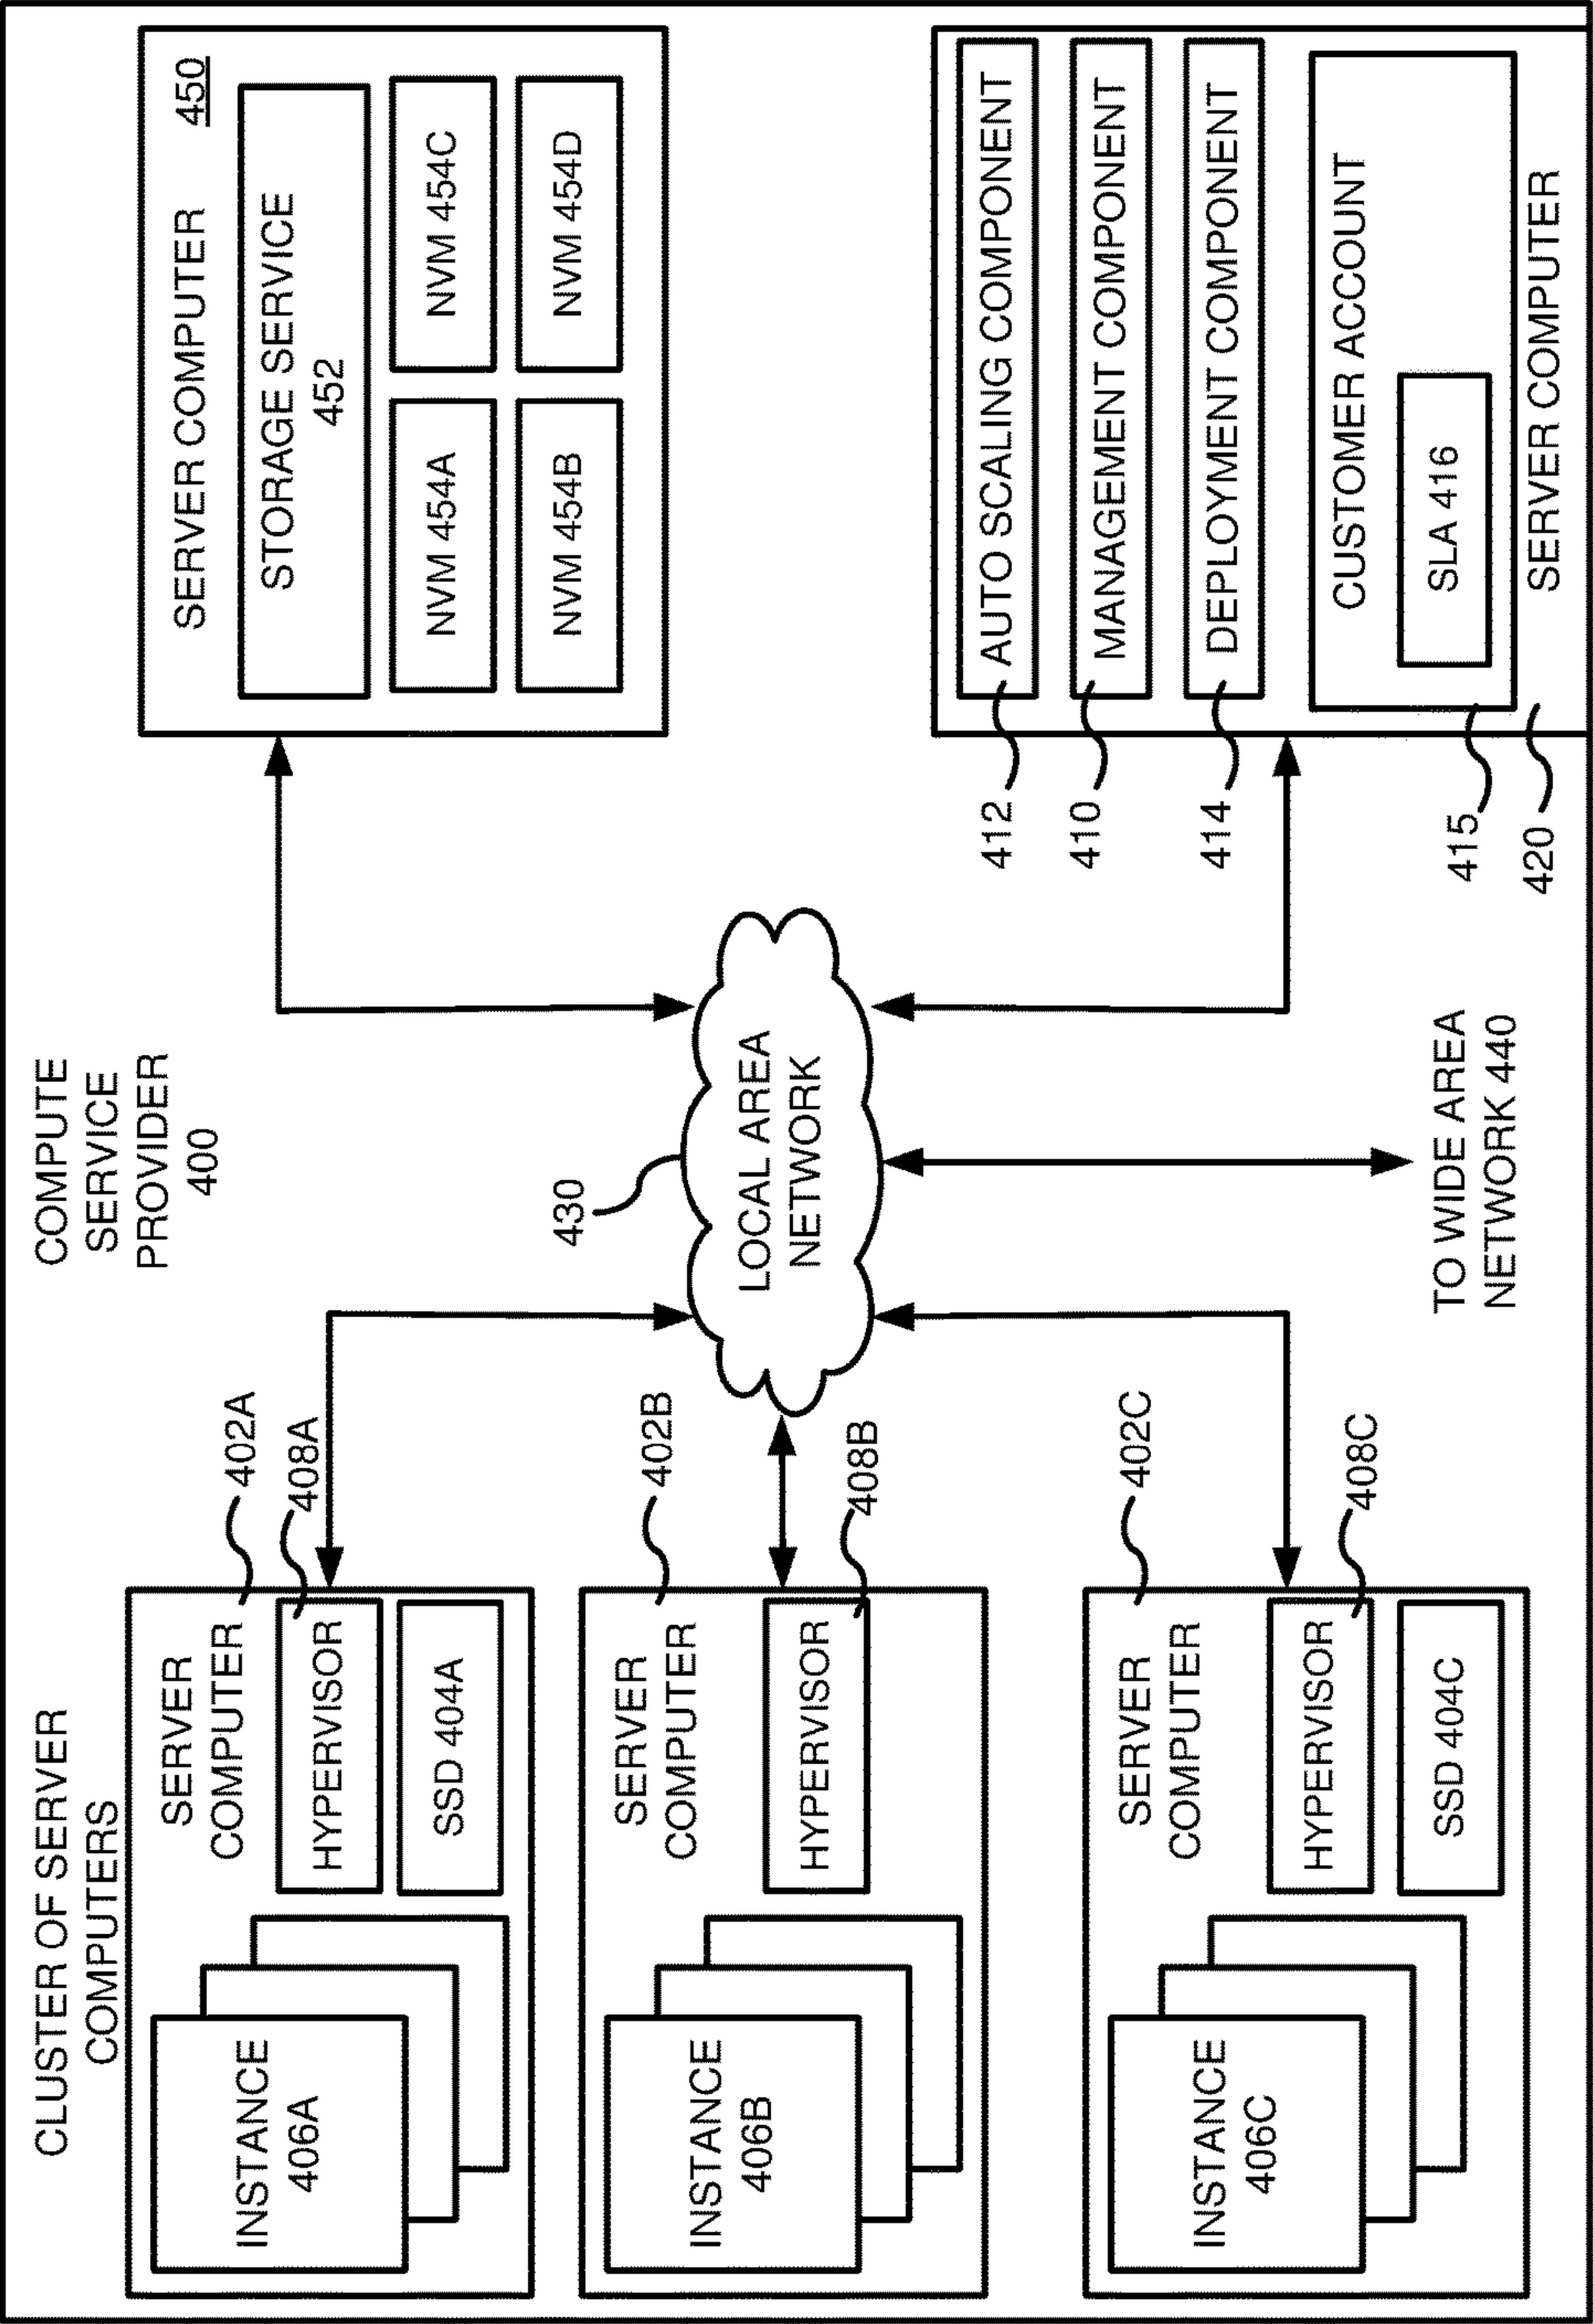 COMPUTE
SERVICE
PROVIDER
400
CLUSTER OF SERVER
COMPUTERS
SERVER
COMPUTER
402A
HYPERVISOR
408A
SSD 404A
INSTANCE
406A
SERVER
COMPUTER
402B
HYPERVISOR
408B
INSTANCE
406B
SERVER
COMPUTER
402C
HYPERVISOR
408C
SSD 404C
INSTANCE
406C
430
LOCAL AREA
NETWORK
TO WIDE AREA
NETWORK 440
SERVER COMPUTER 450
STORAGE SERVICE
452
NVM 454A
NVM 454C
NVM 454B
NVM 454D
412
AUTO SCALING COMPONENT
410
MANAGEMENT COMPONENT
414
DEPLOYMENT COMPONENT
CUSTOMER ACCOUNT
SLA 416
415
SERVER COMPUTER
420